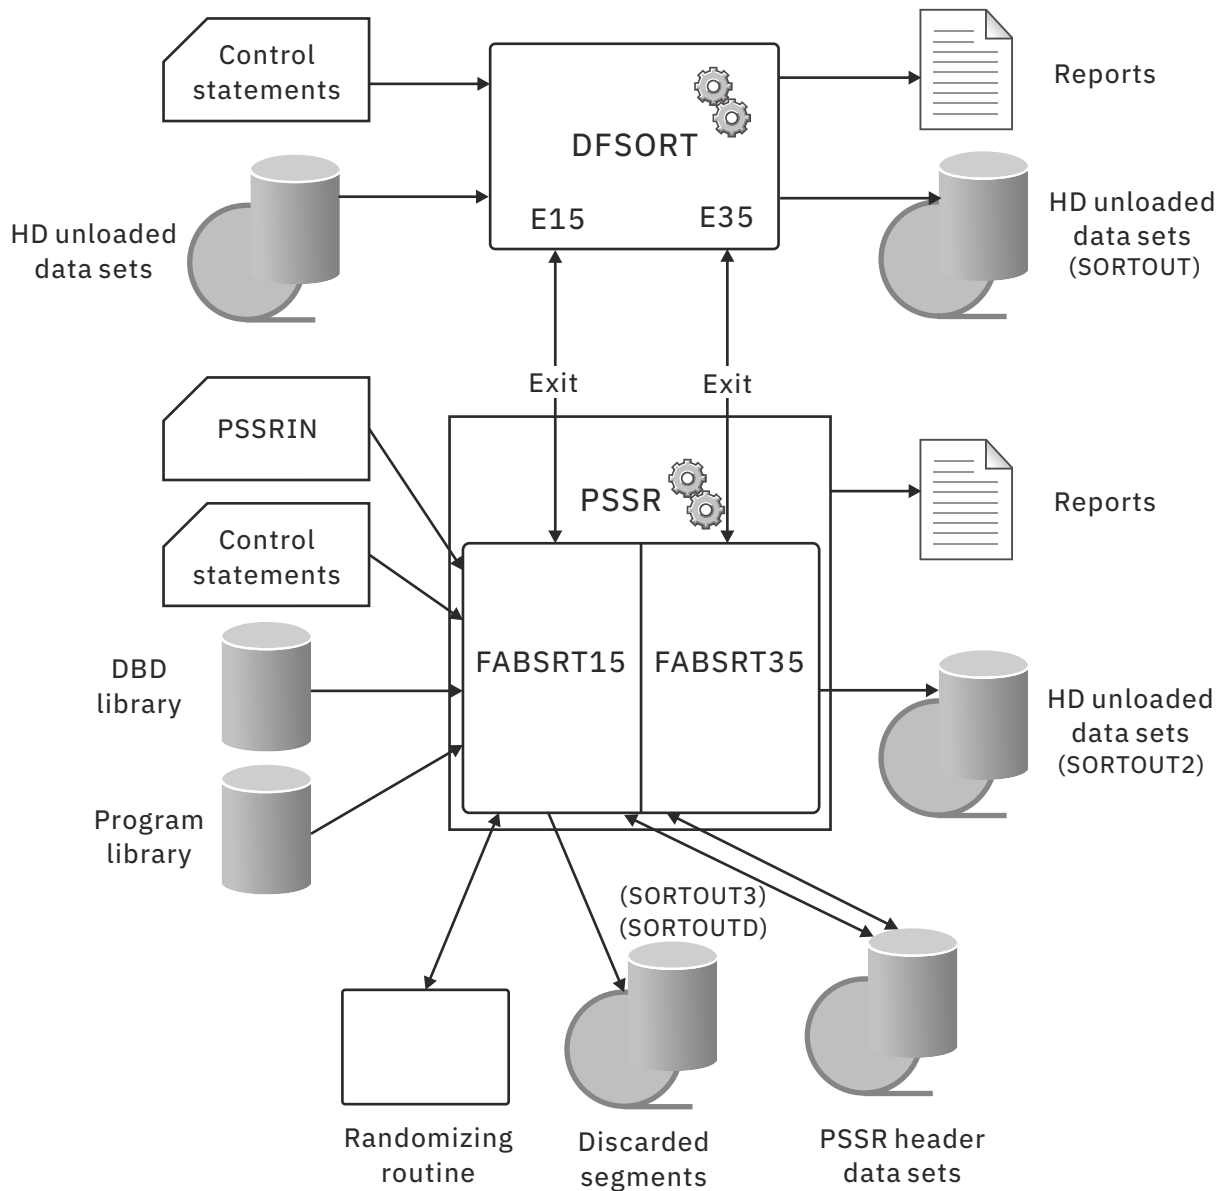 Control
statements
DFSORT
E15
E35
Reports
HD unloaded
data sets
HD unloaded
data sets
(SORTOUT)
Exit
Exit
PSSRIN
PSSR
Reports
Control
statements
FABSRT15
FABSRT35
DBD
library
HD unloaded
data sets
(SORTOUT2)
Program
library
(SORTOUT3)
(SORTOUTD)
Randomizing
routine
Discarded
segments
PSSR header
data sets